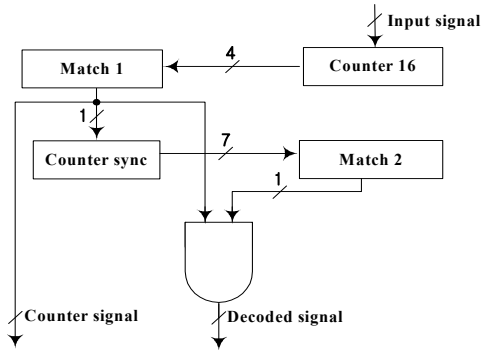 Input signal
Match 1
4
Counter 16
1
Counter sync
7
Match 2
1
Counter signal
Decoded signal